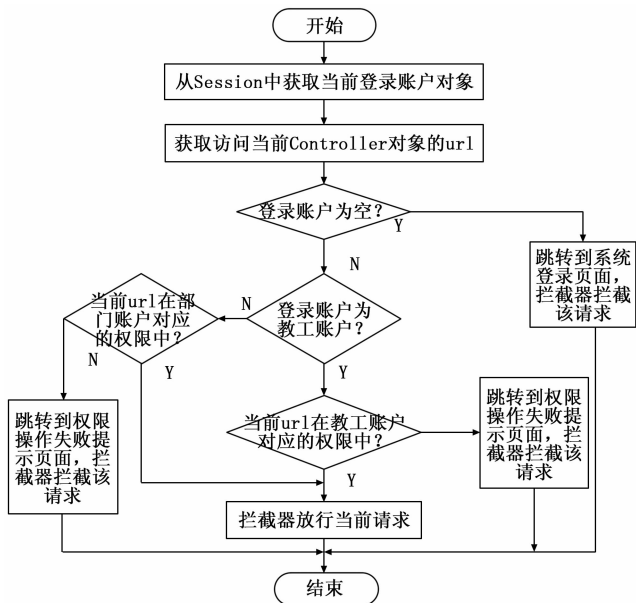 开始
从Session中获取当前登录账户对象
获取访问当前Controller对象的url
登录账户为空？
Y
N
跳转到系统
登录页面，
拦截器拦截
该请求
当前url在部
门账户对应
的权限中？
N
登录账户为
教工账户？
N
Y
Y
跳转到权限
操作失败提
示页面，拦
截器拦截该
请求
当前url在教工账户
对应的权限中？
跳转到权限
操作失败提
示页面，拦
截器拦截该
请求
Y
拦截器放行当前请求
结束